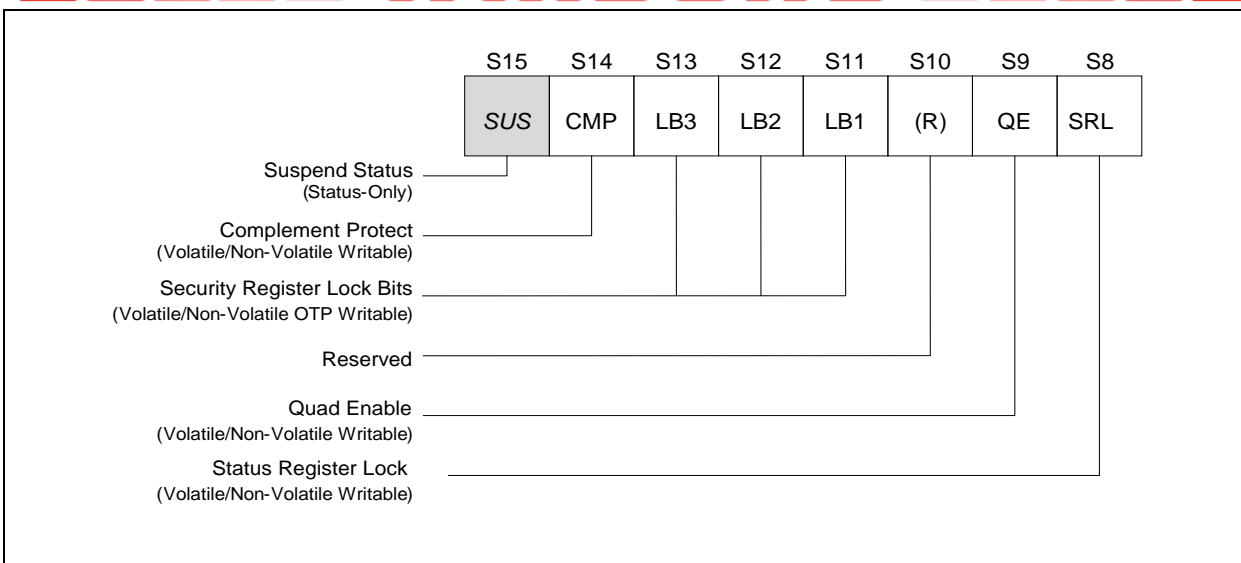 S15 S14 S13 S12 S11 S10 S9 S8
SUS CMP LB3 LB2 LB1 (R) QE SRL
Suspend Status
(Status-Only)
Complement Protect
(Volatile/Non-Volatile Writable)
Security Register Lock Bits
(Volatile/Non-Volatile OTP Writable)
Reserved
Quad Enable
(Volatile/Non-Volatile Writable)
Status Register Lock
(Volatile/Non-Volatile Writable)